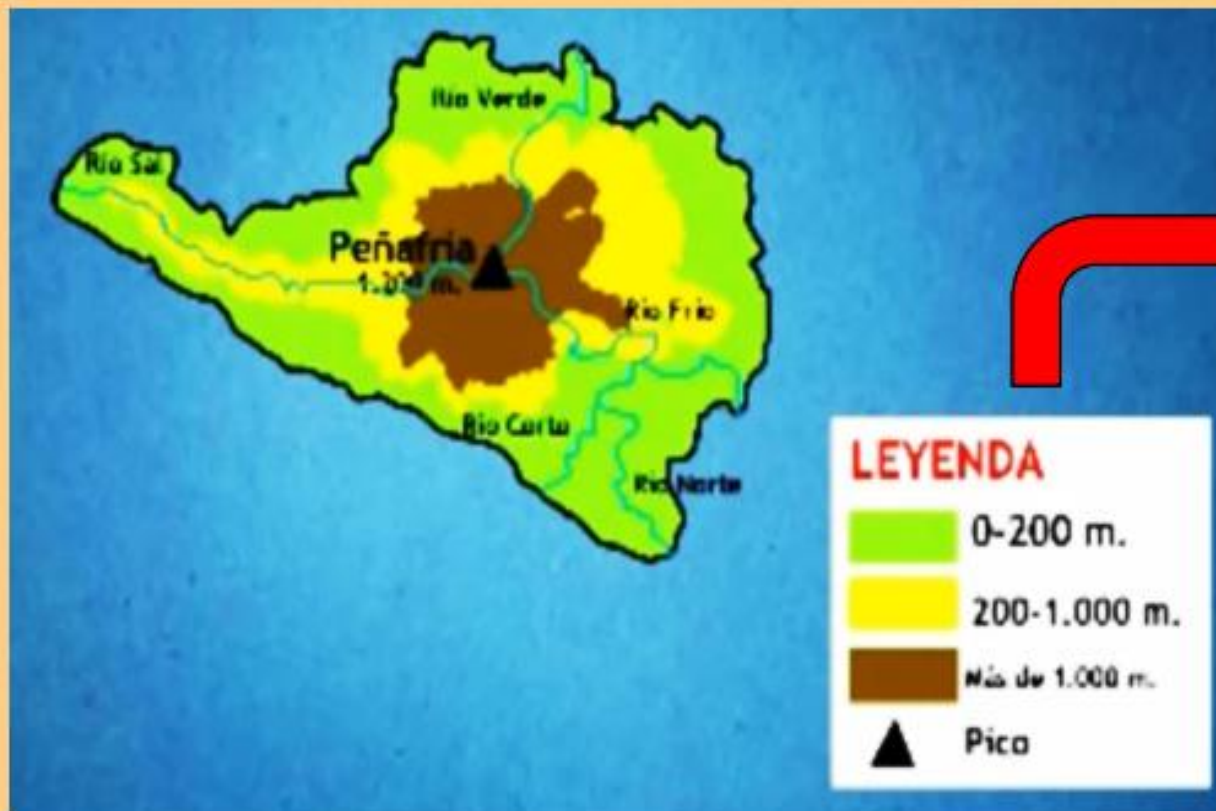 Río Verde
Río Sal
Peñafría
m.
Río Frío
Río Corto
Río Norte
LEYENDA
0-200 m.
200-1.000 m.
Más de 1.000 m.
Pico